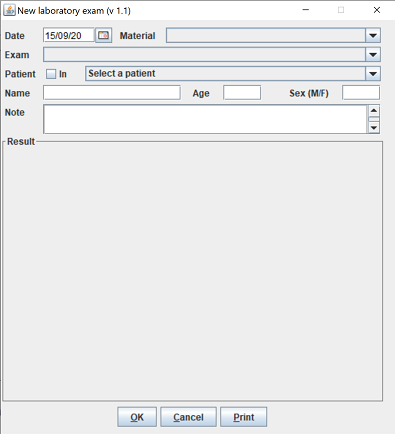 New laboratory exam (v 1.1)
Date 15/09/20 Material
Exam
Patient In Select a patient
Name Age Sex (M/F)
Note
Result
OK Cancel Print